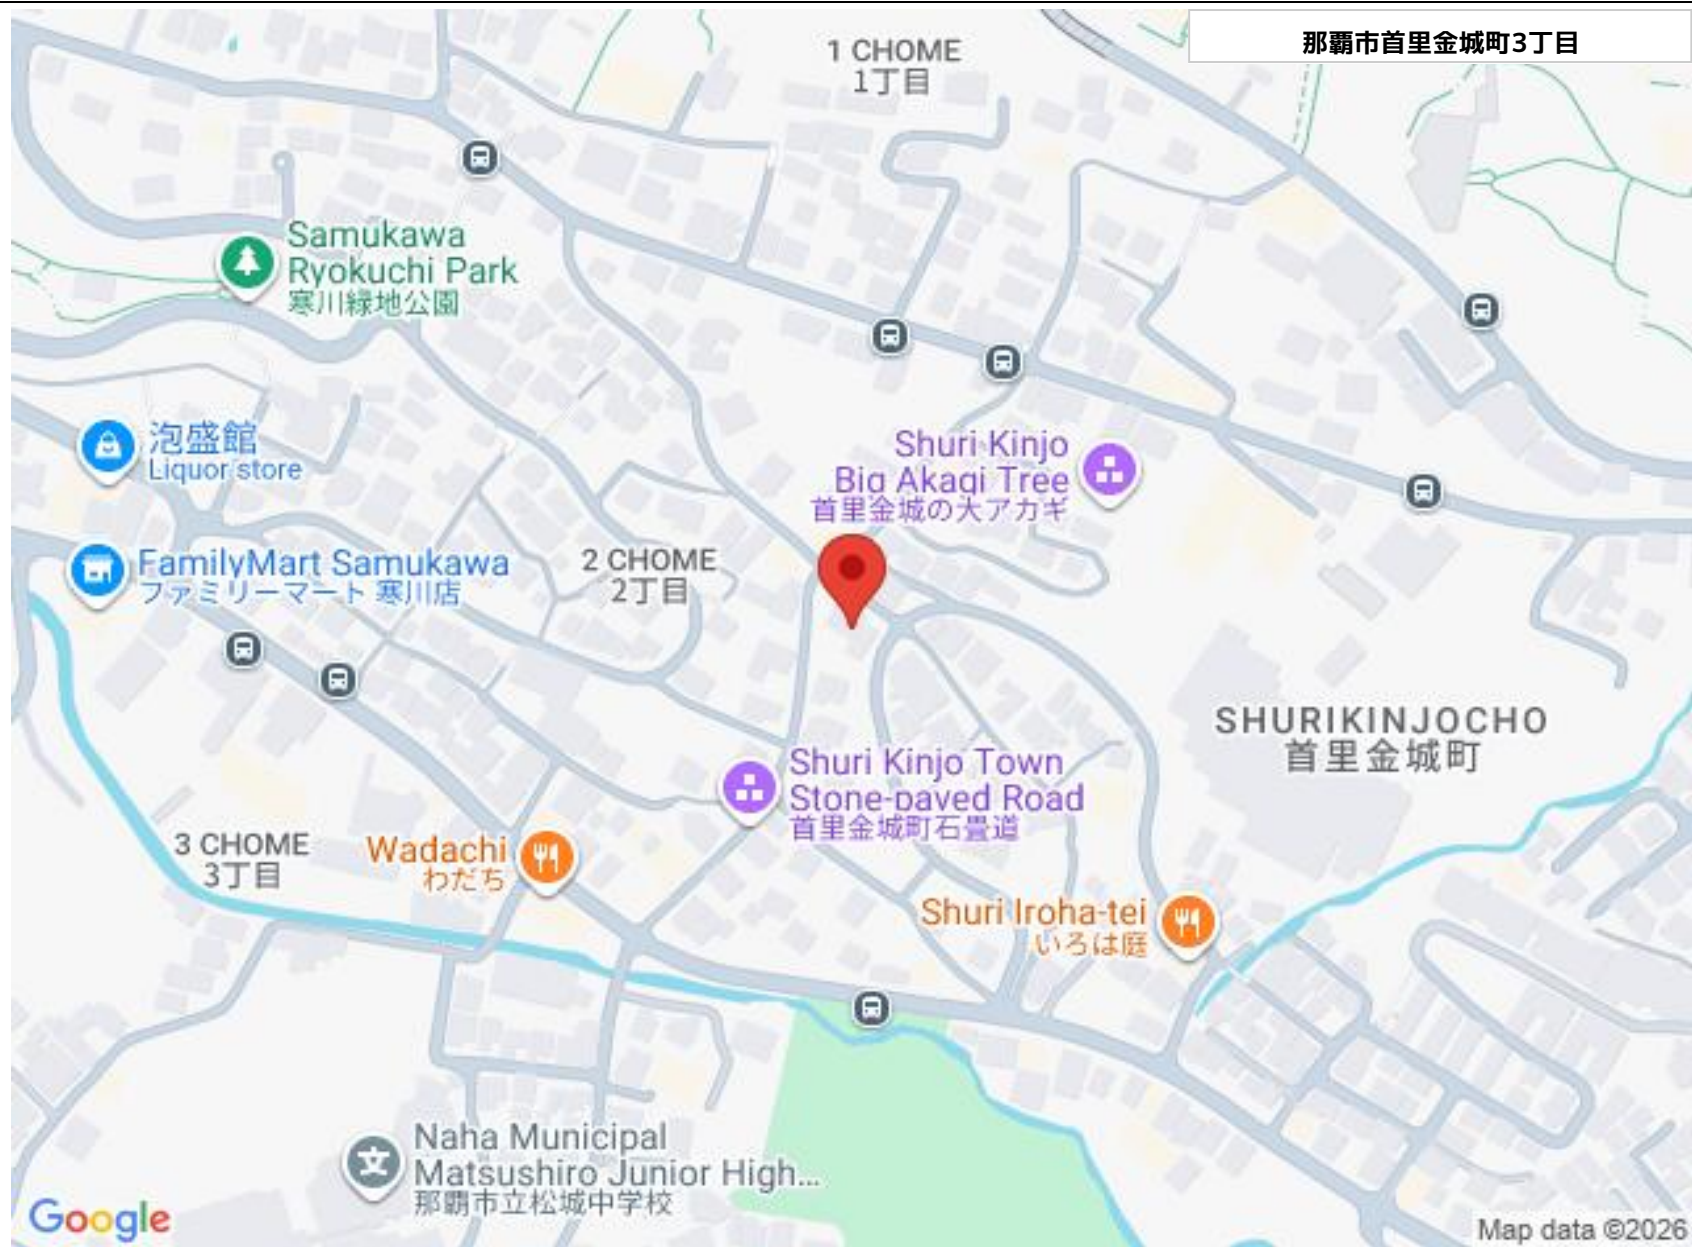 那覇市首里金城町3丁目
1 CHOME
1丁目
Samukawa
Ryokuchi Park
寒川緑地公園
泡盛館
Liquor store
Shuri Kinjo
Big Akagi Tree
首里金城の大アカギ
FamilyMart Samukawa
ファミリーマート 寒川店
2 CHOME
2丁目
SHURIKINJOCHO
首里金城町
Shuri Kinjo Town
Stone-paved Road
首里金城町石畳道
3 CHOME
3丁目
Wadachi
わだち
Shuri Iroha-tei
いろは庭
Naha Municipal
Matsushiro Junior High...
那覇市立松城中学校
Google
Map data ©2026